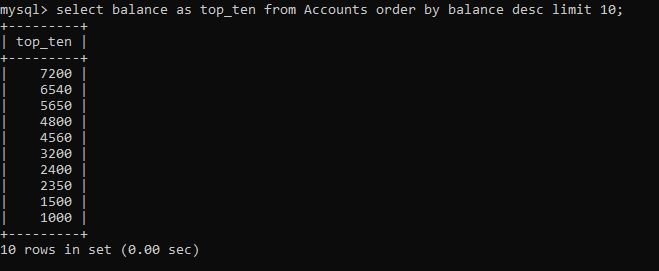 mysql> select balance as top_ten from Accounts order by balance desc limit 10;
+---------+
| top_ten |
+---------+
|    7200 |
|    6540 |
|    5650 |
|    4800 |
|    4560 |
|    3200 |
|    2400 |
|    2350 |
|    1500 |
|    1000 |
+---------+
10 rows in set (0.00 sec)